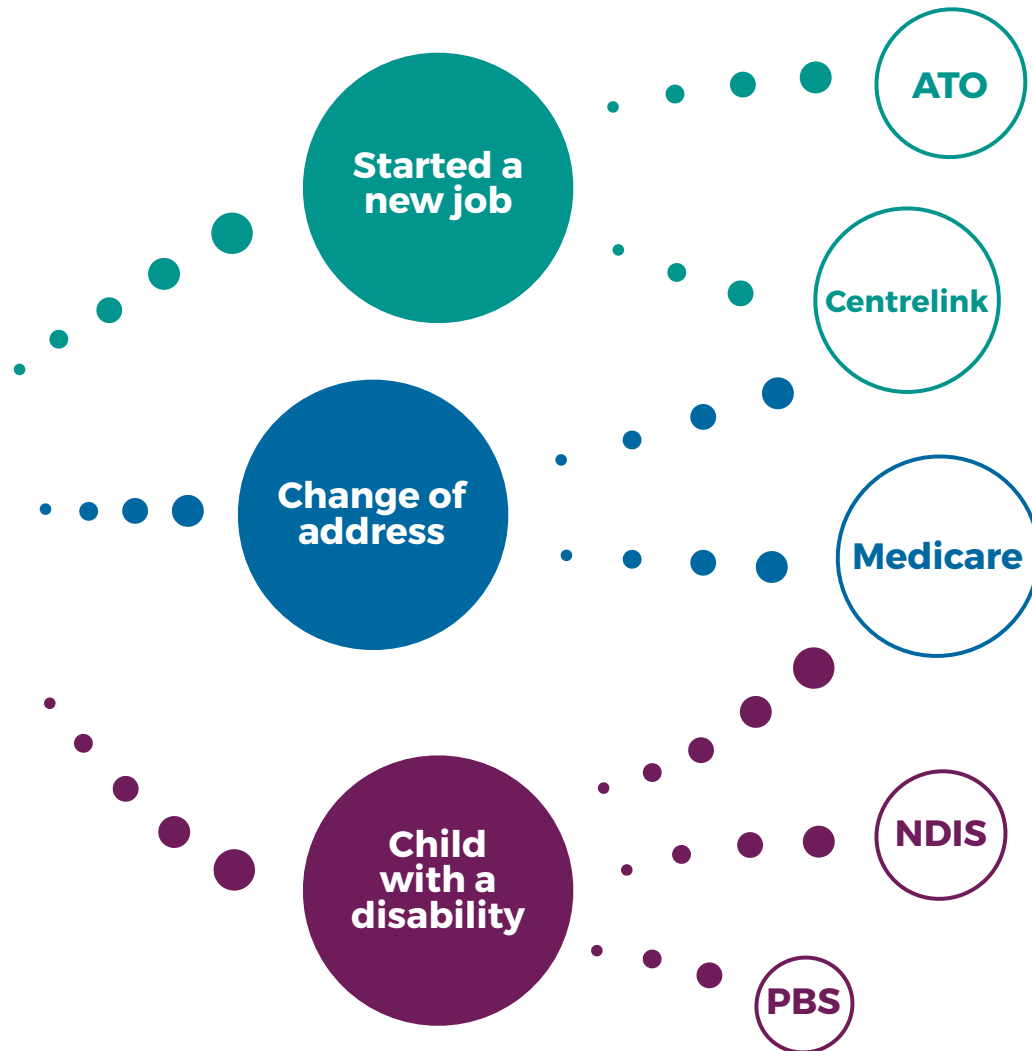 ATO
Started a
new job
Centrelink
Change of
address
Medicare
Child
with a
disability
NDIS
PBS